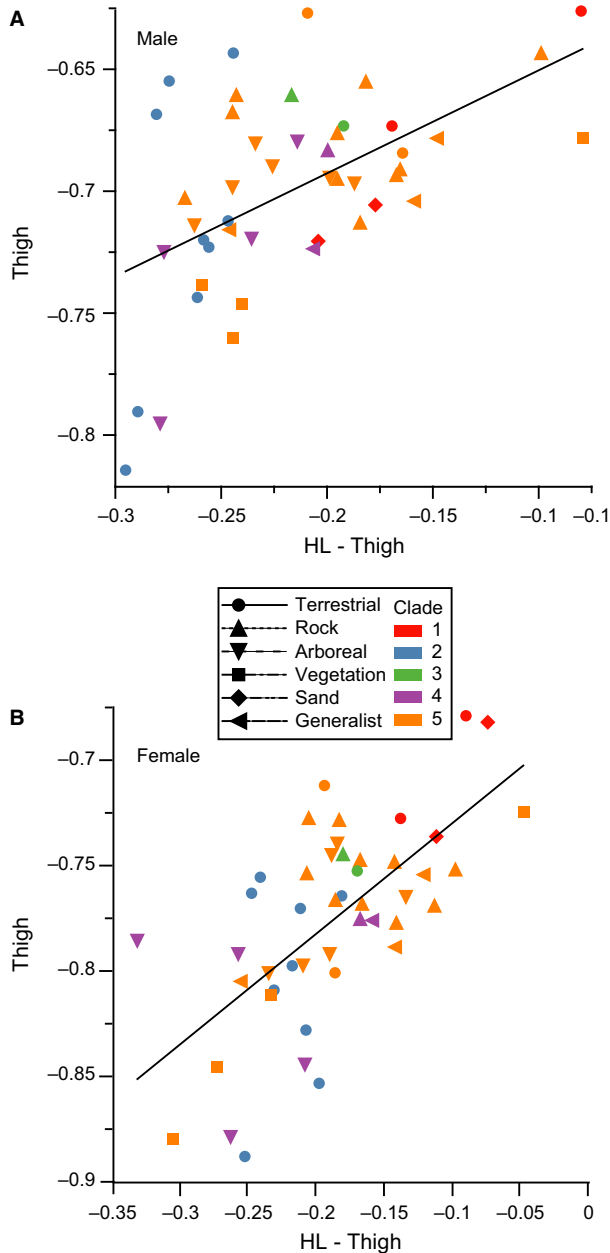 A
Male
Thigh
–0.65
–0.7
–0.75
–0.8
–0.3
–0.25
–0.2
–0.15
–0.1
–0.1
HL - Thigh
Terrestrial
Rock
Arboreal
Vegetation
Sand
Generalist
Clade
1
2
3
4
5
B
Female
Thigh
–0.7
–0.75
–0.8
–0.85
–0.9
–0.35
–0.3
–0.25
–0.2
–0.15
–0.1
–0.05
0
HL - Thigh